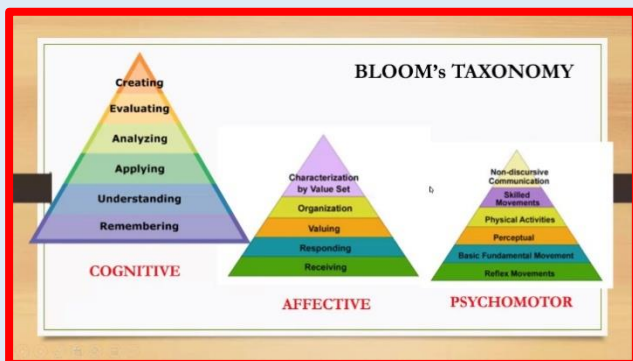 BLOOM's TAXONOMY
Creating
Evaluating
Analyzing
Applying
Understanding
Remembering
COGNITIVE
Characterization
by Value Set
Organization
Valuing
Responding
Receiving
AFFECTIVE
Non-discursive
Communication
Skilled
Movements
Physical Activities
Perceptual
Basic Fundamental Movement
Reflex Movements
PSYCHOMOTOR